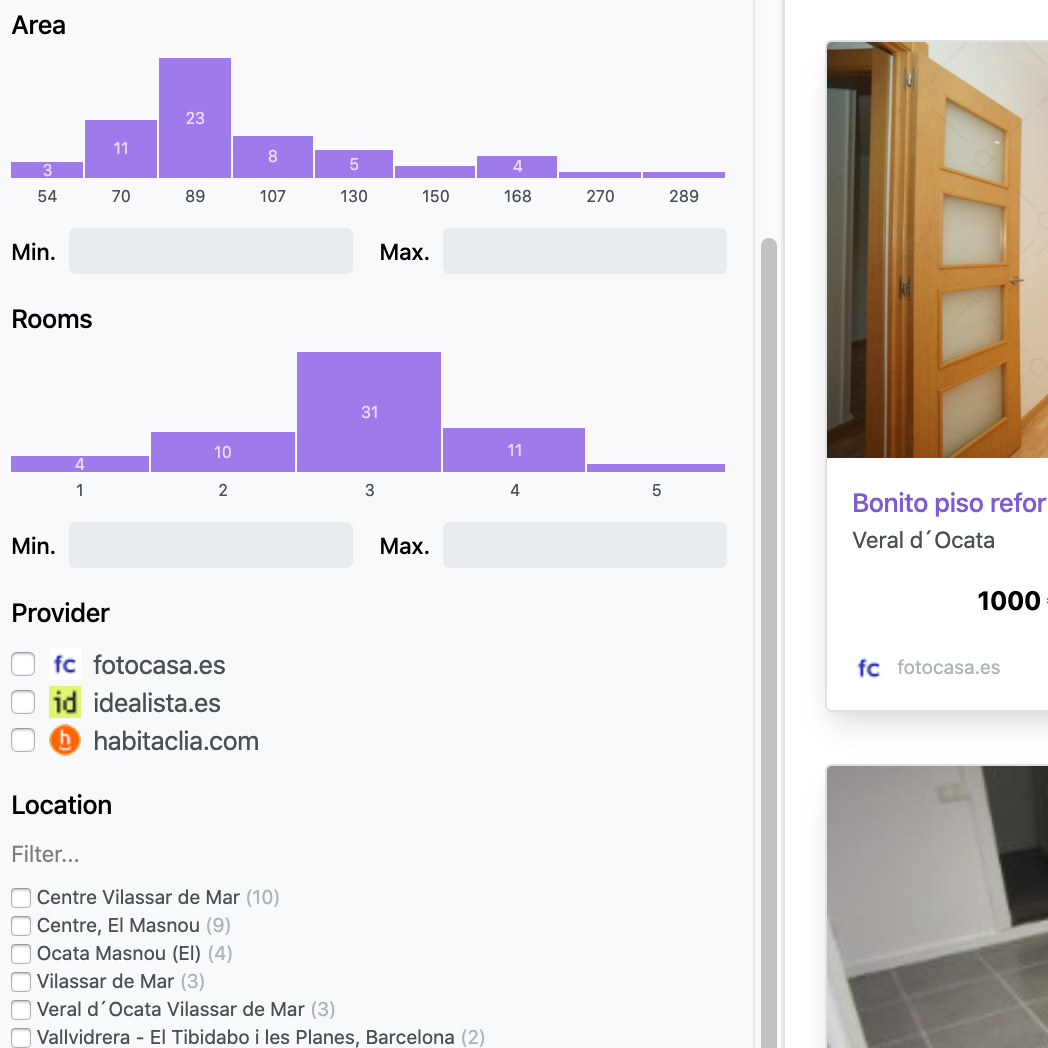 Area
3
11
23
8
5
4
54 70 89 107 130 150 168 270 289
Min. Max.
Rooms
4
10
31
11
1 2 3 4 5
Min. Max.
Provider
fc fotocasa.es
id idealista.es
h habitaclia.com
Location
Filter...
Centre Vilassar de Mar (10)
Centre, El Masnou (9)
Ocata Masnou (El) (4)
Vilassar de Mar (3)
Veral d´Ocata Vilassar de Mar (3)
Vallvidrera - El Tibidabo i les Planes, Barcelona (2)
Bonito piso refor
Veral d´Ocata
1000
fc fotocasa.es